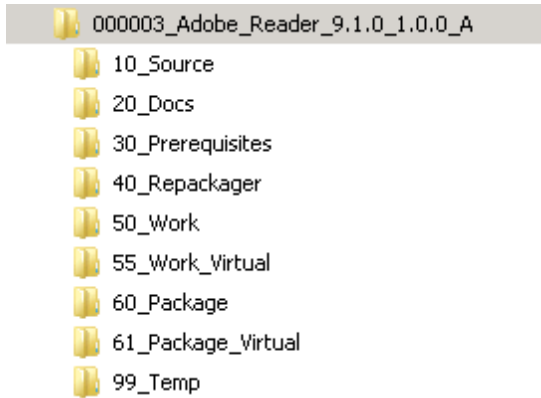 000003_Adobe_Reader_9.1.0_1.0.0_A
10_Source
20_Docs
30_Prerequisites
40_Repackager
50_Work
55_Work_Virtual
60_Package
61_Package_Virtual
99_Temp